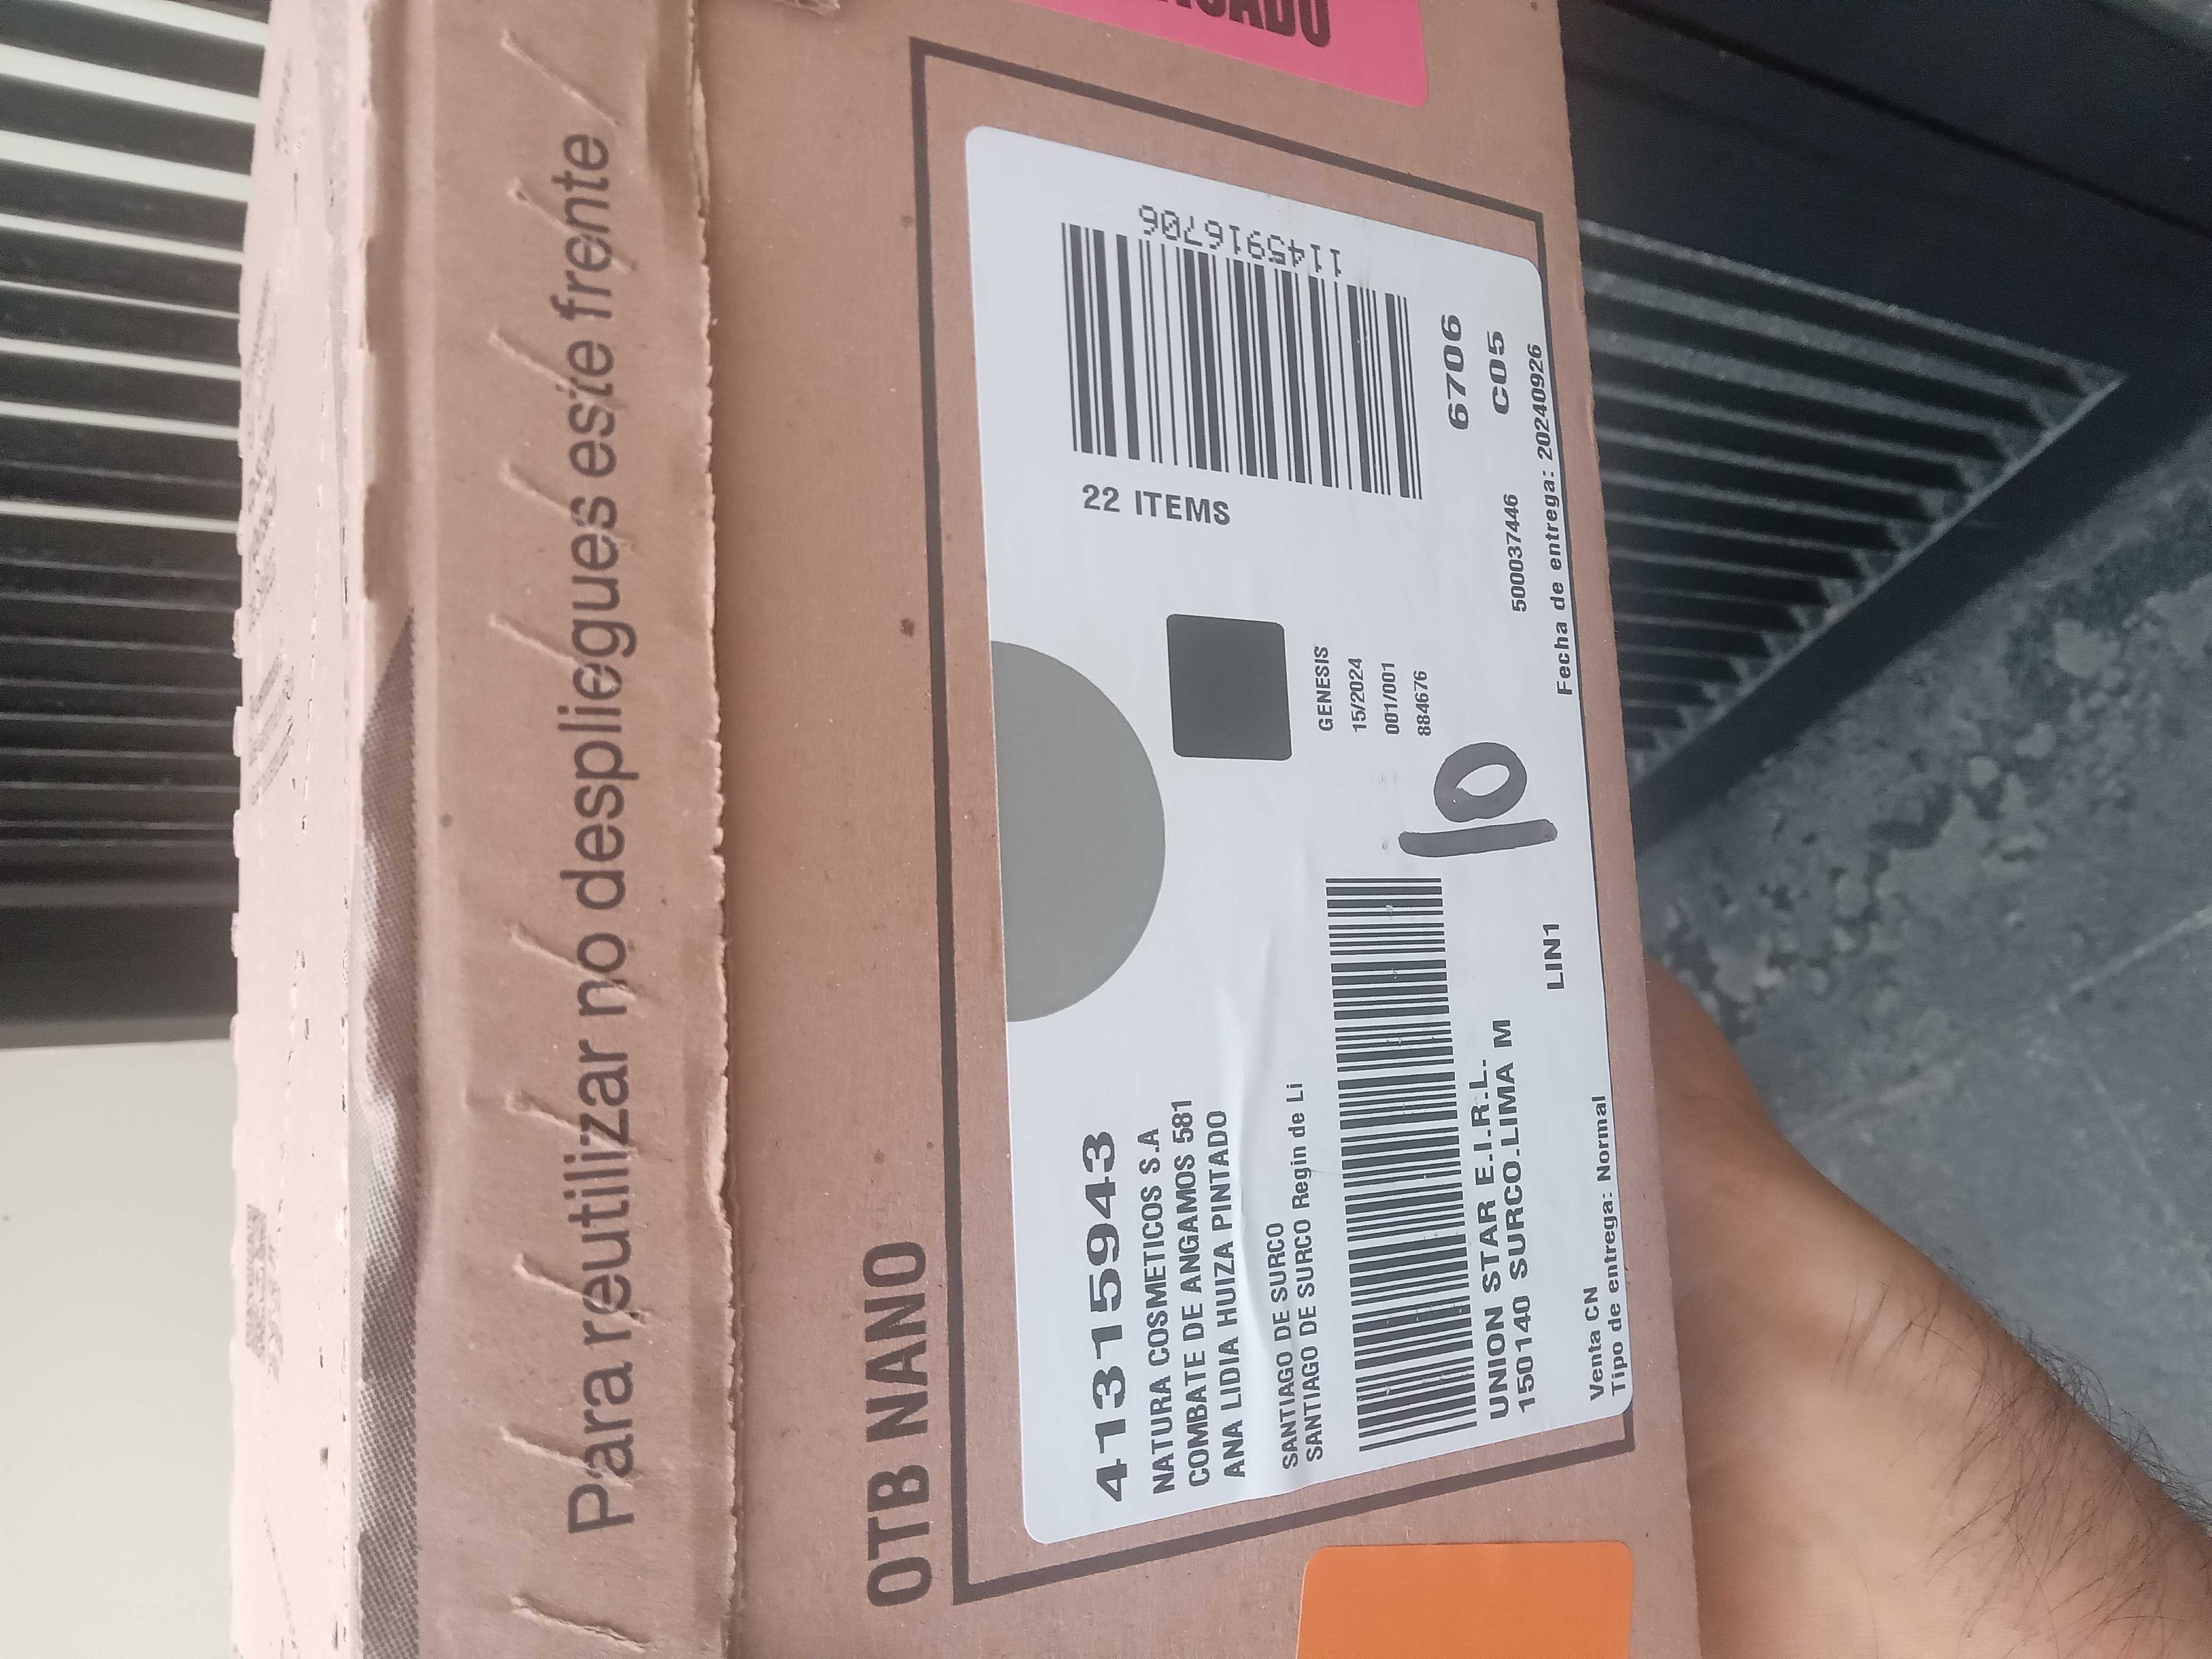 Para reutilizar no despliegues este frente
OTB NANO
41315943
NATURA COSMETICOS S.A
COMBATE DE ANGAMOS 581
ANA LIDIA HUIZA PINTADO
SANTIAGO DE SURCO
SANTIAGO DE SURCO Regin de Li
UNION STAR E.I.R.L.
150140 SURCO.LIMA M
LIN1
Venta CN
Tipo de entrega: Normal
10
GENESIS
15/2024
001/001
884676
22 ITEMS
1145916706
6706
C05
500037446
Fecha de entrega: 20240926